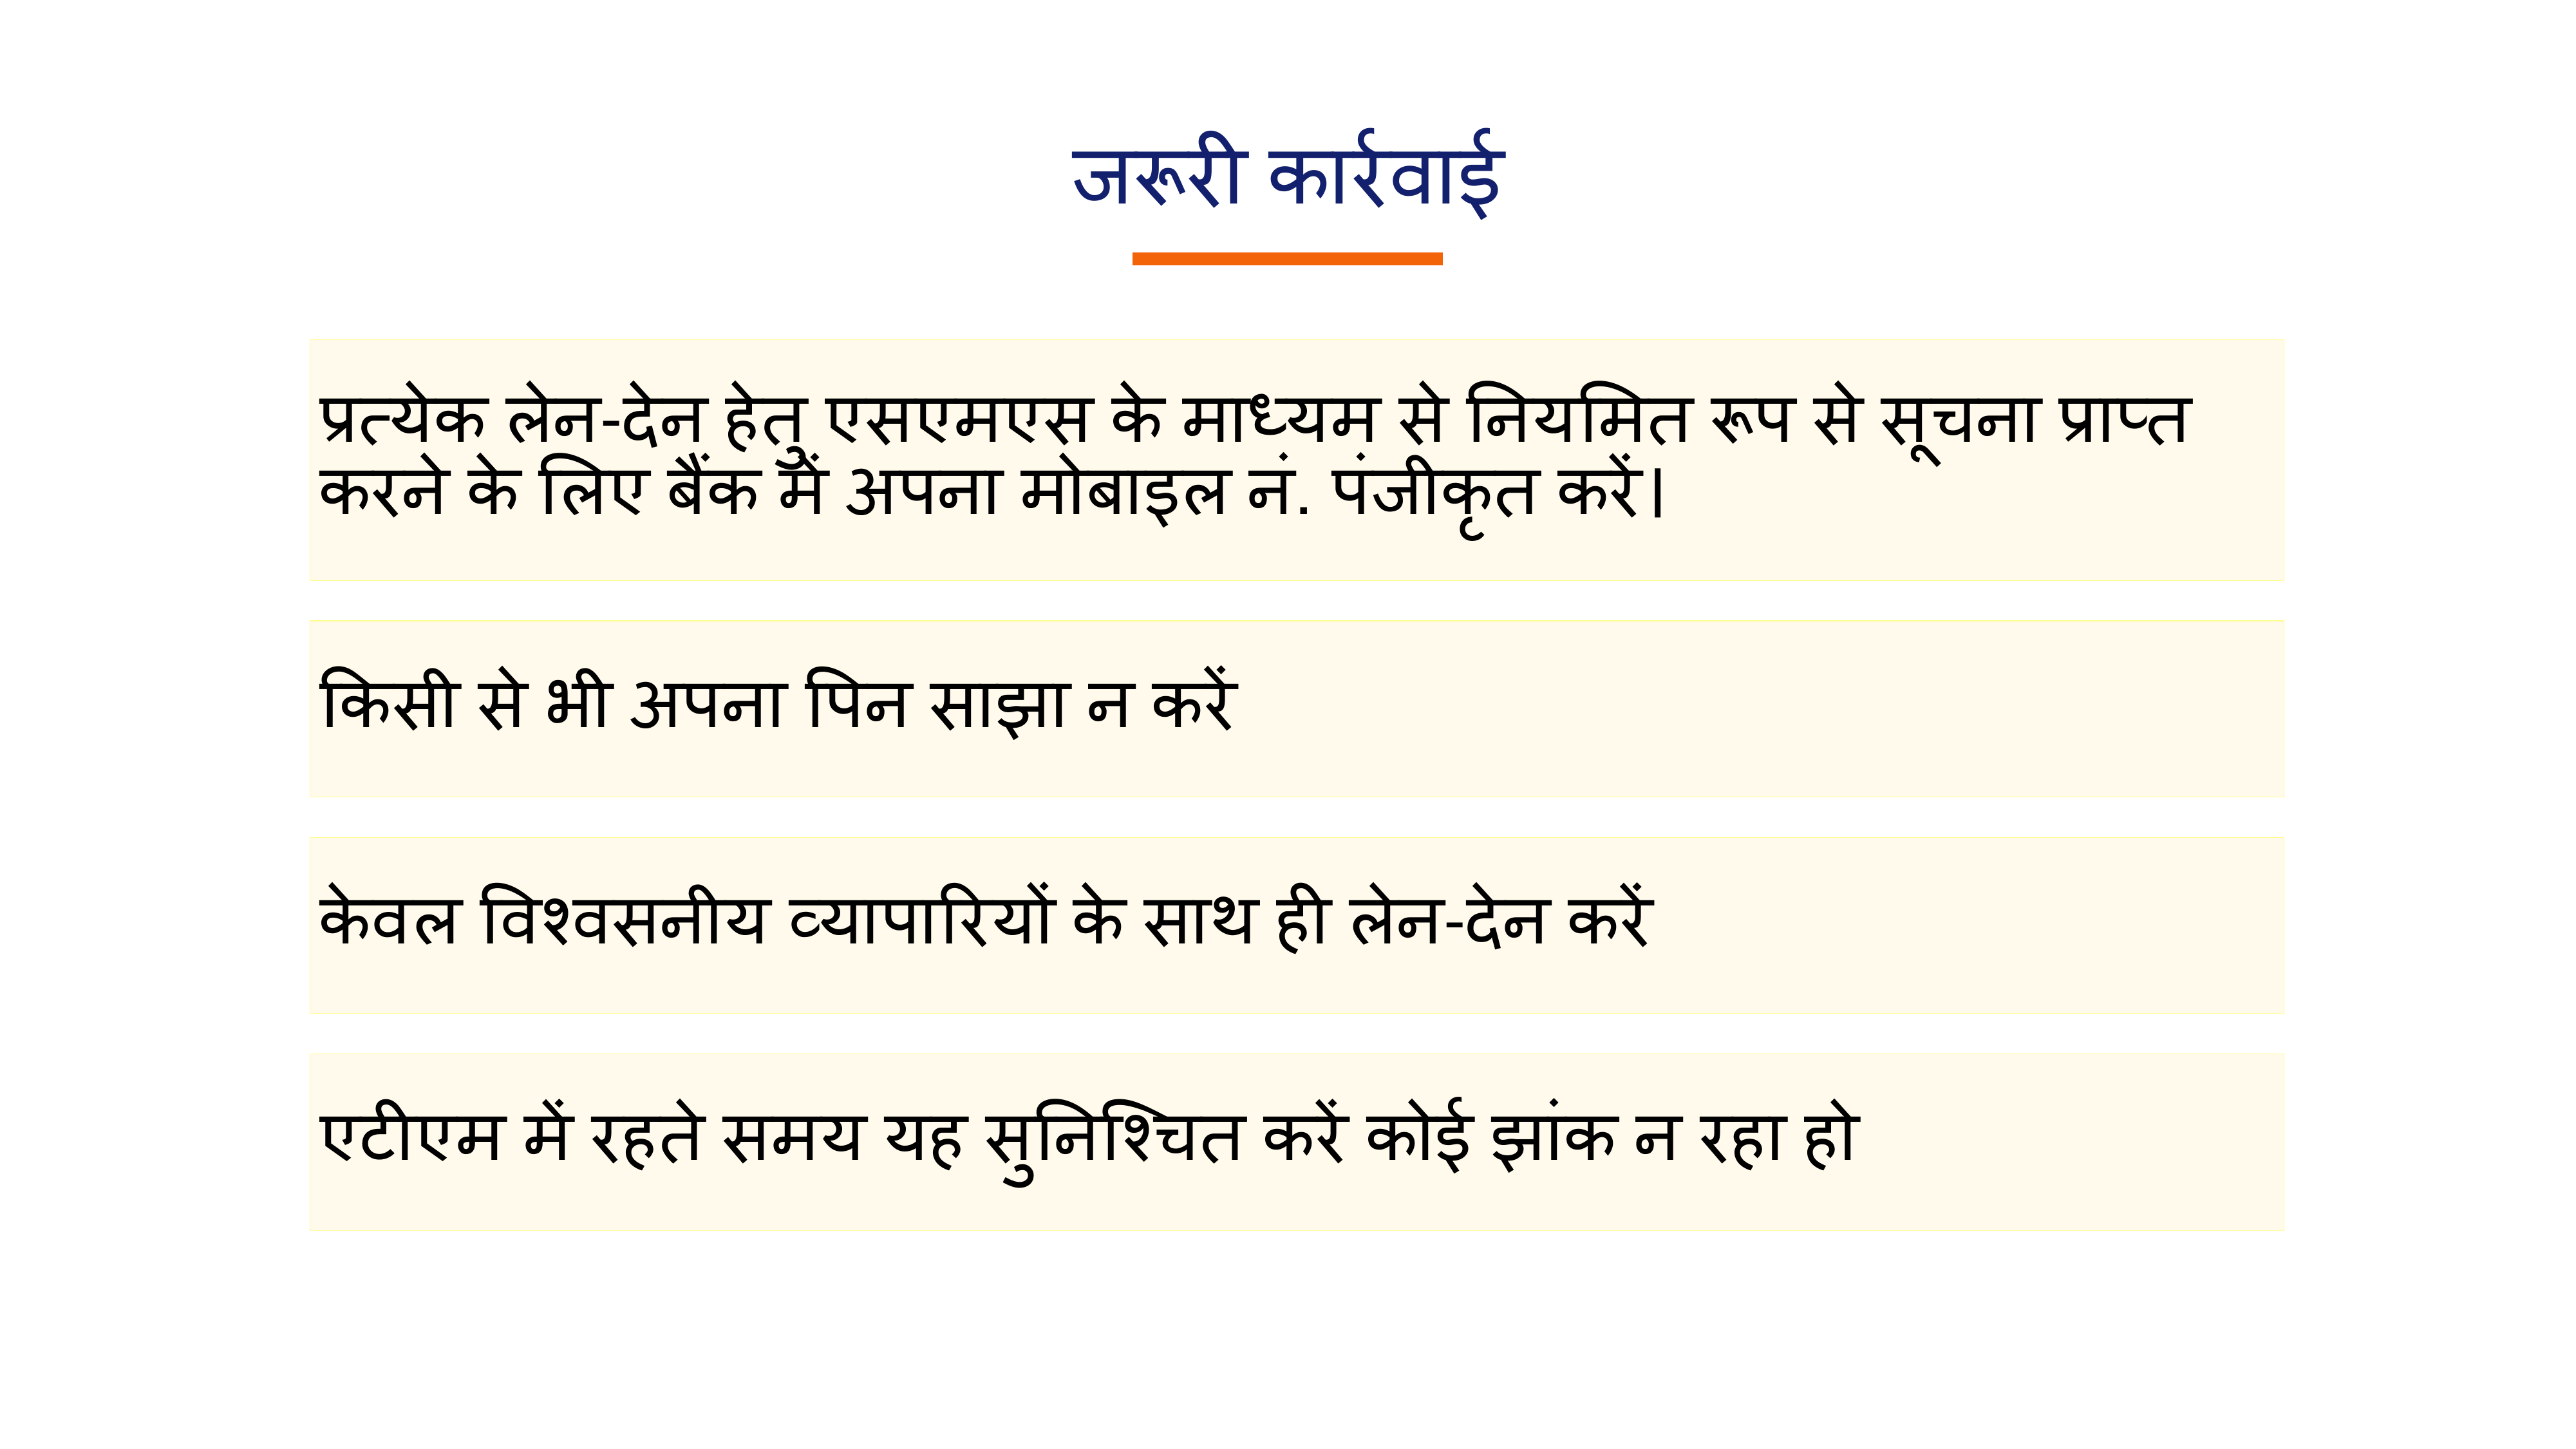 जरूरी कार्रवाई
प्रत्येक लेन-देन हेतु एसएमएस के माध्यम से नियमित रूप से सूचना प्राप्त
करने के लिए बैंक में अपना मोबाइल नं. पंजीकृत करें।
किसी से भी अपना पिन साझा न करें
केवल विश्वसनीय व्यापारियों के साथ ही लेन-देन करें
एटीएम में रहते समय यह सुनिश्चित करें कोई झांक न रहा हो